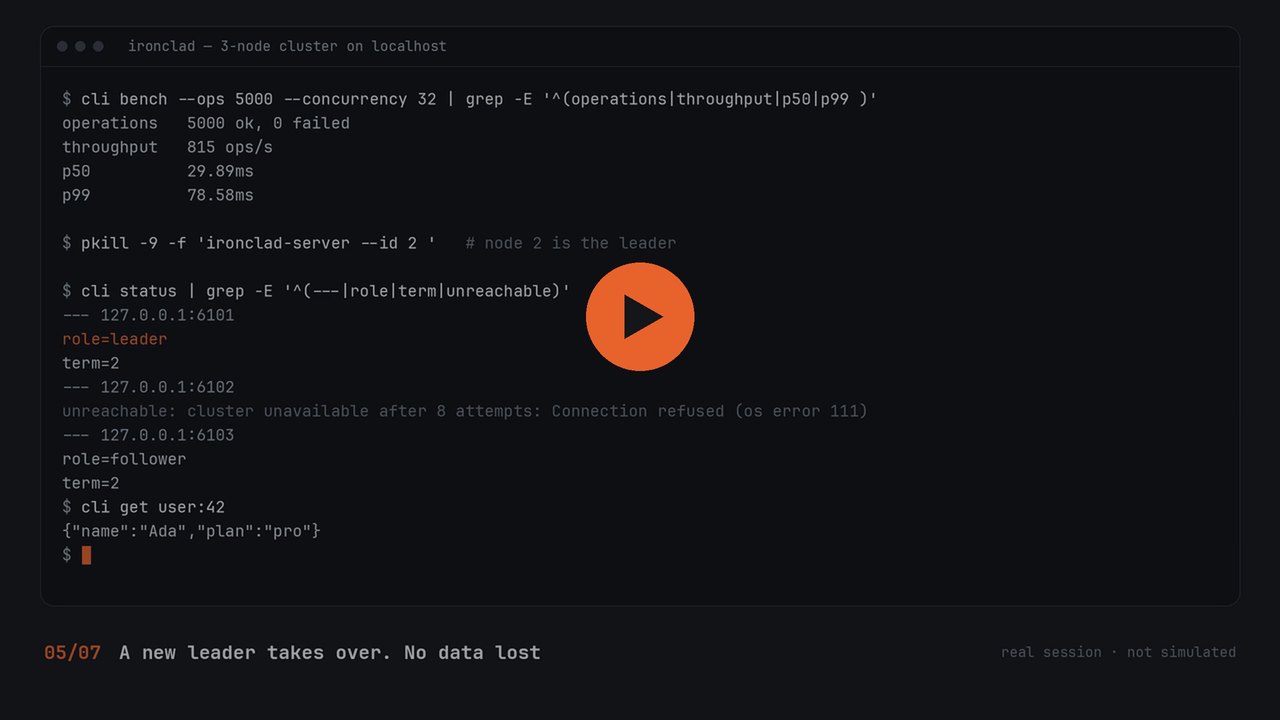 ironclad — 3-node cluster on localhost
$ cli bench --ops 5000 --concurrency 32 | grep -E '^(operations|throughput|p50|p99 )'
operations   5000 ok, 0 failed
throughput   815 ops/s
p50          29.89ms
p99          78.58ms
$ pkill -9 -f 'ironclad-server --id 2 '   # node 2 is the leader
$ cli status | grep -E '^(---|role|term|unreachable)'
--- 127.0.0.1:6101
role=leader
term=2
--- 127.0.0.1:6102
unreachable: cluster unavailable after 8 attempts: Connection refused (os error 111)
--- 127.0.0.1:6103
role=follower
term=2
$ cli get user:42
{"name":"Ada","plan":"pro"}
$
05/07 A new leader takes over. No data lost
real session · not simulated